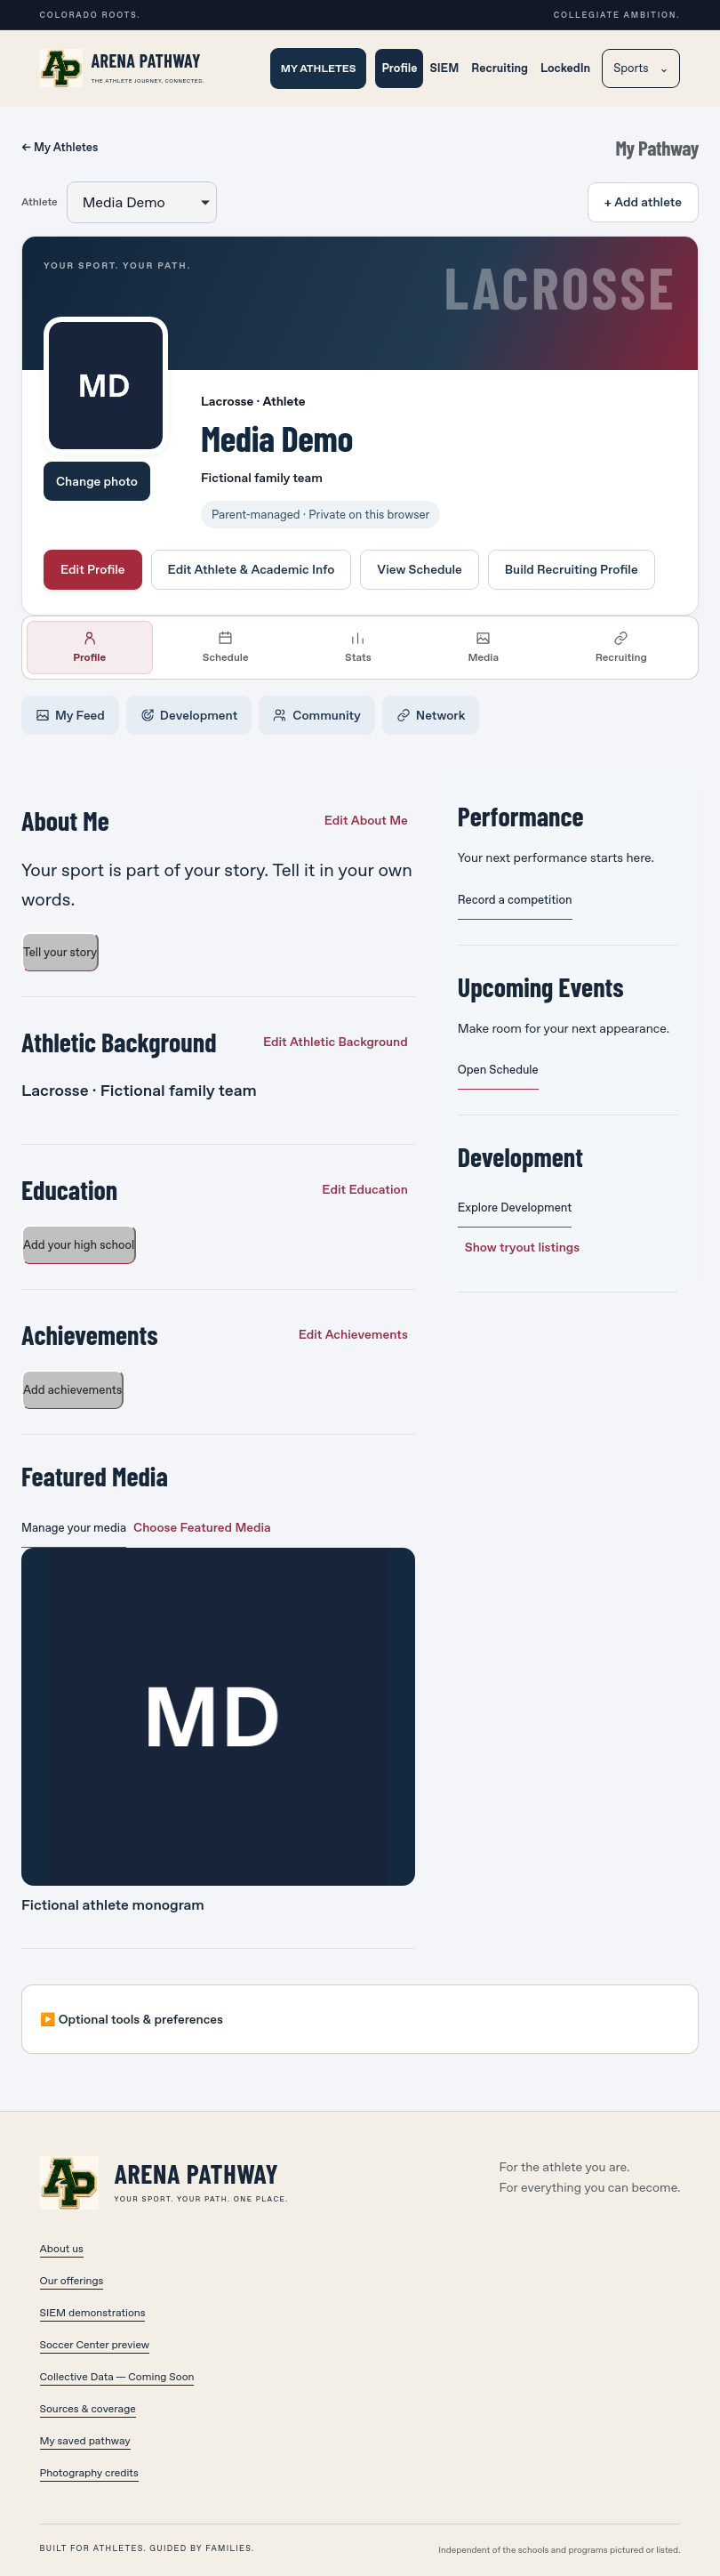 COLORADO ROOTS.
COLLEGIATE AMBITION.
AP
ARENA PATHWAY
THE ATHLETE JOURNEY, CONNECTED.
MY ATHLETES
Profile
SIEM
Recruiting
LockedIn
Sports
← My Athletes
My Pathway
Athlete
Media Demo
+ Add athlete
YOUR SPORT. YOUR PATH.
LACROSSE
MD
Lacrosse · Athlete
Media Demo
Fictional family team
Parent-managed · Private on this browser
Change photo
Edit Profile
Edit Athlete & Academic Info
View Schedule
Build Recruiting Profile
Profile
Schedule
Stats
Media
Recruiting
My Feed
Development
Community
Network
About Me
Edit About Me
Your sport is part of your story. Tell it in your own
words.
Tell your story
Athletic Background
Edit Athletic Background
Lacrosse · Fictional family team
Education
Edit Education
Add your high school
Achievements
Edit Achievements
Add achievements
Featured Media
Manage your media
Choose Featured Media
MD
Fictional athlete monogram
Performance
Your next performance starts here.
Record a competition
Upcoming Events
Make room for your next appearance.
Open Schedule
Development
Explore Development
Show tryout listings
Optional tools & preferences
AP
ARENA PATHWAY
YOUR SPORT. YOUR PATH. ONE PLACE.
For the athlete you are.
For everything you can become.
About us
Our offerings
SIEM demonstrations
Soccer Center preview
Collective Data — Coming Soon
Sources & coverage
My saved pathway
Photography credits
BUILT FOR ATHLETES. GUIDED BY FAMILIES.
Independent of the schools and programs pictured or listed.